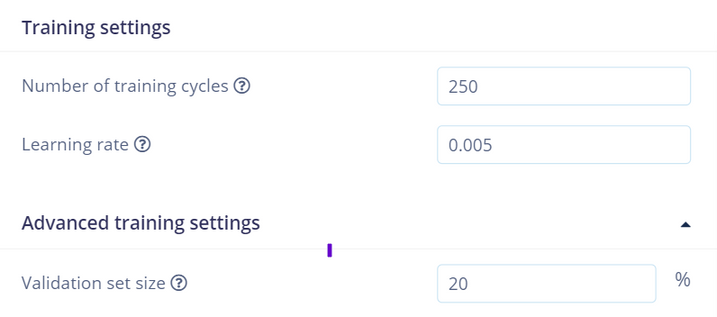 Training settings
Number of training cycles ? 250
Learning rate ? 0.005
Advanced training settings
Validation set size ? 20 %